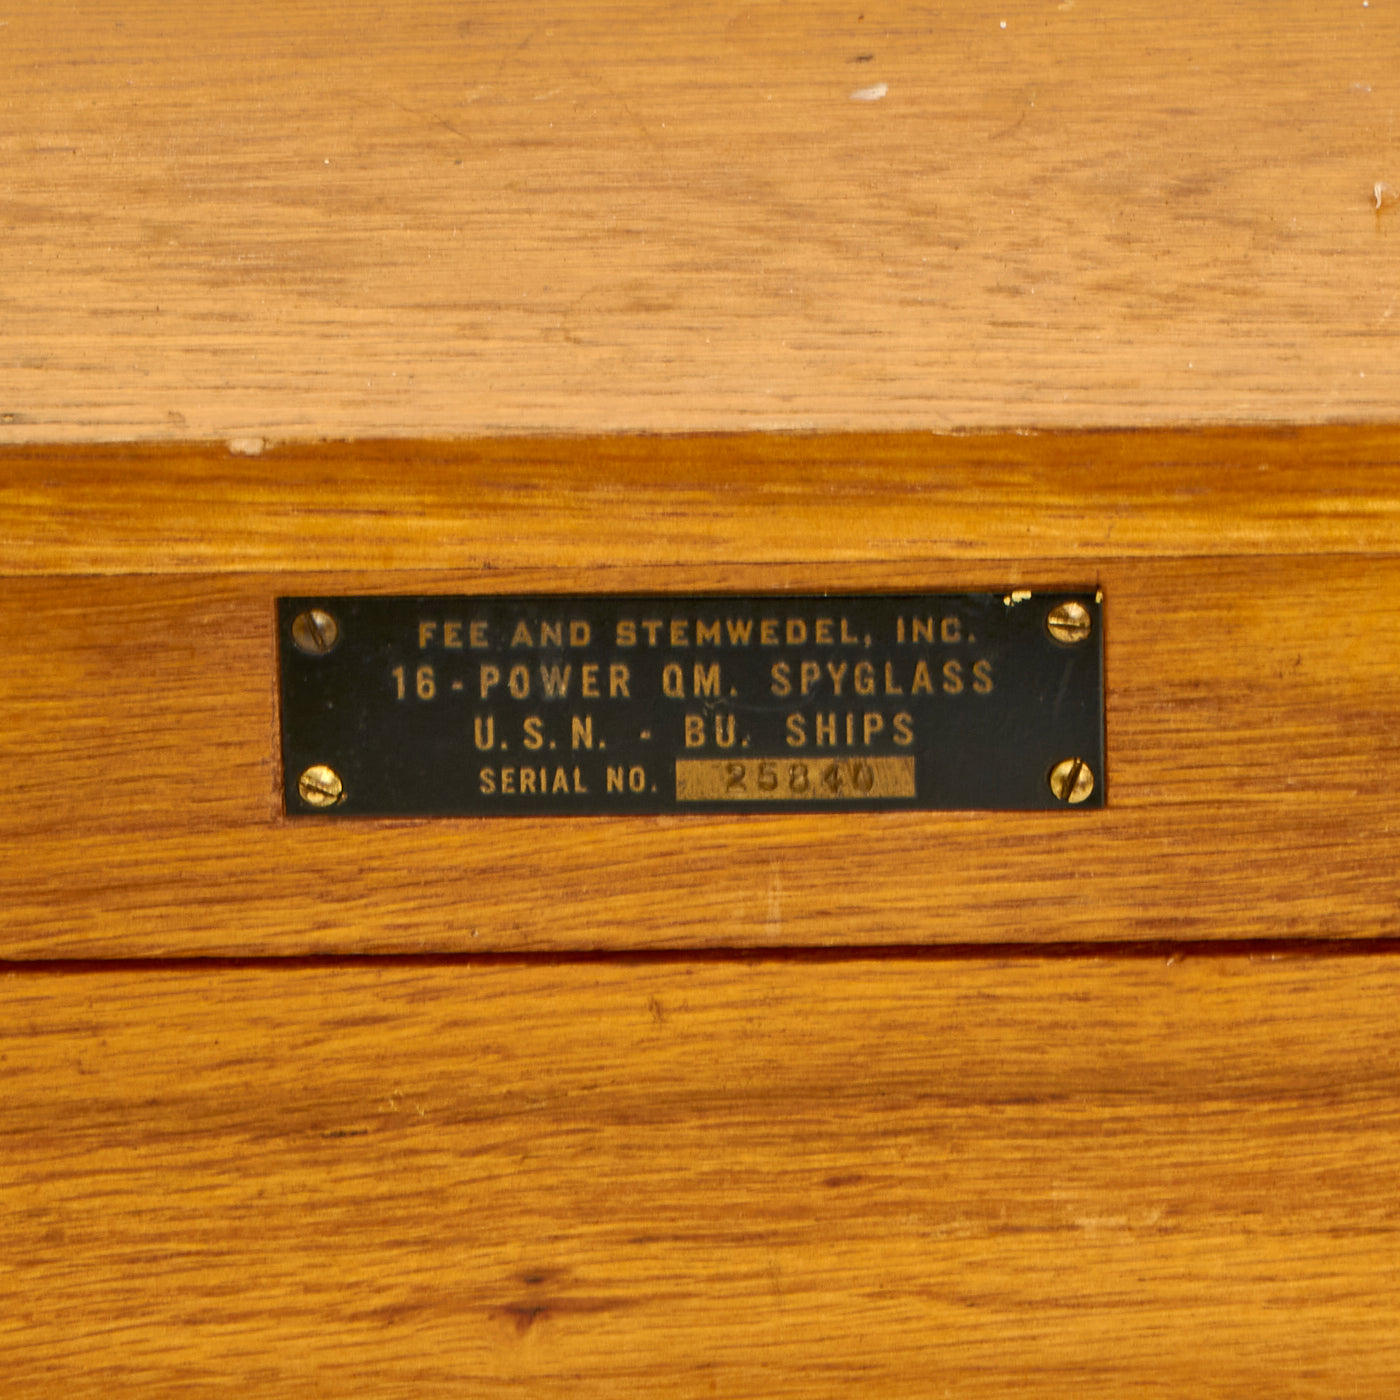 FEE AND STEMWEDEL, INC.
16-POWER QM. SPYGLASS
U.S.N. - BU. SHIPS
SERIAL NO. 25840